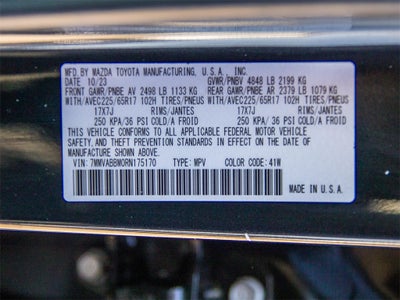 MFD. BY MAZDA TOYOTA MANUFACTURING, U.S.A., INC.
10/23 GVWR/PNBV 4848 LB 2199 KG
FRONT GAWR/PNBE AV 2498 LB 1133 KG REAR GAWR/PNBE AR 2379 LB 1079 KG
WITH/AVEC225/65R17 102H TIRES/PNEUS WITH/AVEC225/65R17 102H TIRES/PNEUS
17X7J RIMS/JANTES 17X7J RIMS/JANTES
250 KPA/36 PSI COLD/A FROID 250 KPA/36 PSI COLD/A FROID
THIS VEHICLE CONFORMS TO ALL APPLICABLE FEDERAL MOTOR VEHICLE
SAFETY, AND THEFT PREVENTION STANDARDS IN EFFECT ON THE DATE OF
MANUFACTURE SHOWN ABOVE.
VIN: 7MMVABBW0RN175170 TYPE: MPV COLOR CODE: 41W
MADE IN U.S.A.